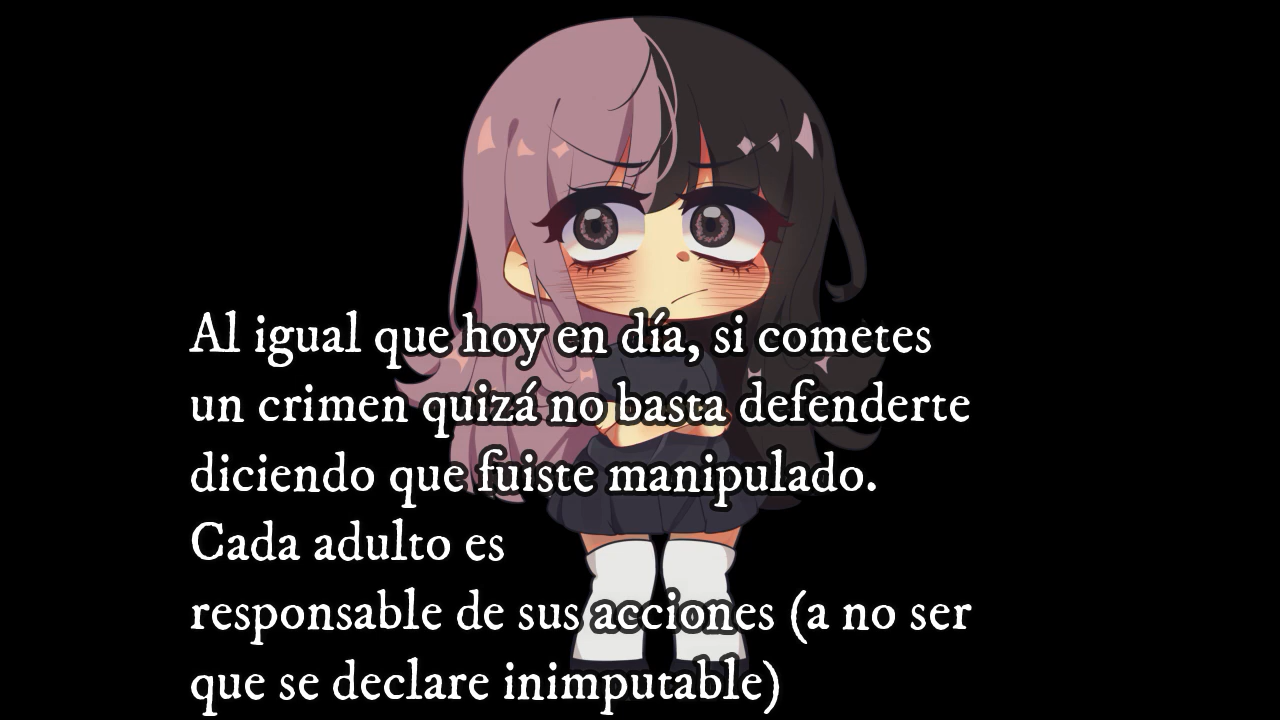 Al igual que hoy en día, si cometes
un crimen quizá no basta defenderte
diciendo que fuiste manipulado.
Cada adulto es
responsable de sus acciones (a no ser
que se declare inimputable)